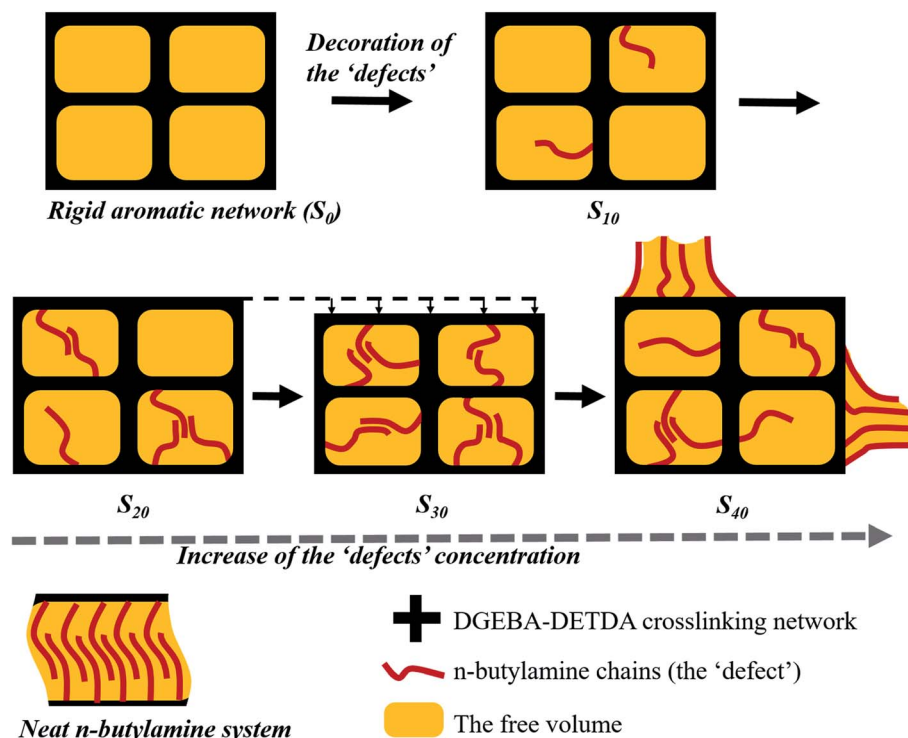 Decoration of
the ‘defects’
Rigid aromatic network (S0)
S10
S20
S30
S40
Increase of the ‘defects’ concentration
DGEBA-DETDA crosslinking network
n-butylamine chains (the ‘defect’)
The free volume
Neat n-butylamine system